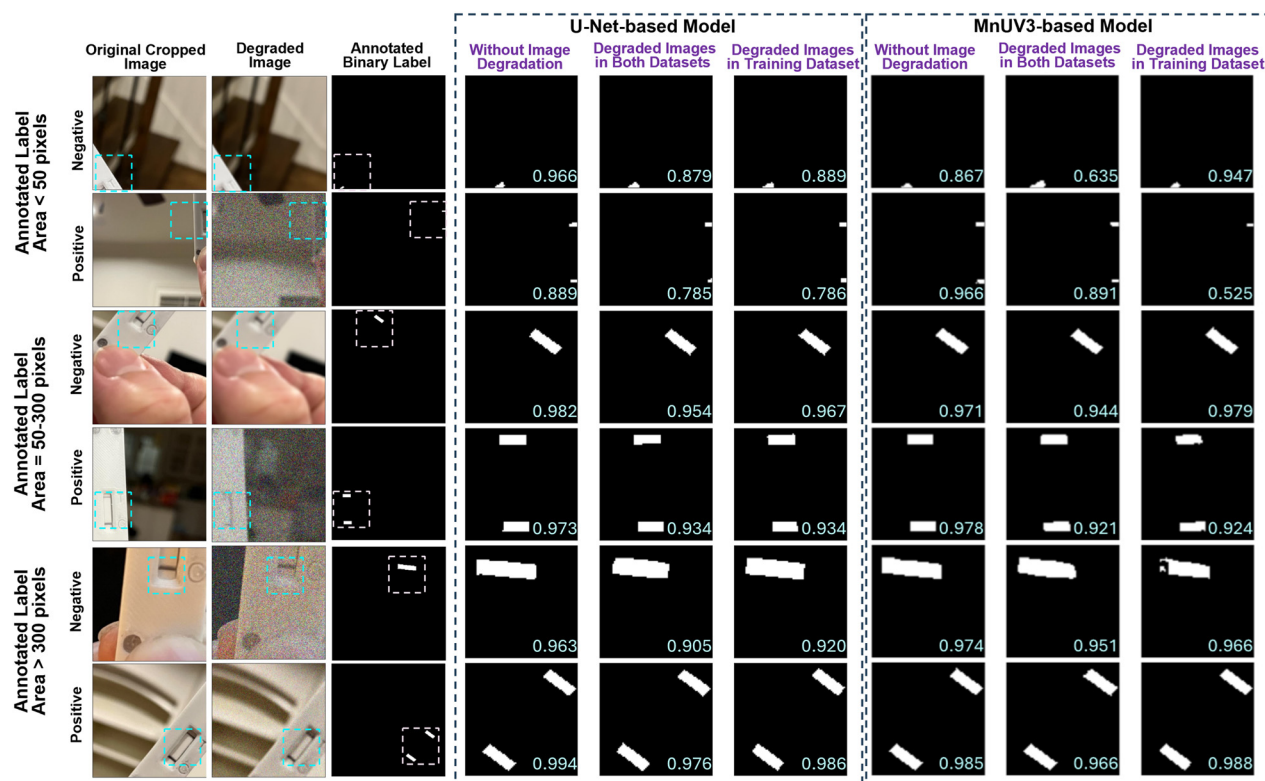 U-Net-based Model
MnUV3-based Model
Original Cropped
Image
Degraded
Image
Annotated
Binary Label
Without Image
Degradation
Degraded Images
in Both Datasets
Degraded Images
in Training Dataset
Without Image
Degradation
Degraded Images
in Both Datasets
Degraded Images
in Training Dataset
Annotated Label
Area < 50 pixels
Negative
0.966
0.879
0.889
0.867
0.635
0.947
Positive
0.889
0.785
0.786
0.966
0.891
0.525
Annotated Label
Area = 50-300 pixels
Negative
0.982
0.954
0.967
0.971
0.944
0.979
Positive
0.973
0.934
0.934
0.978
0.921
0.924
Annotated Label
Area > 300 pixels
Negative
0.963
0.905
0.920
0.974
0.951
0.966
Positive
0.994
0.976
0.986
0.985
0.966
0.988